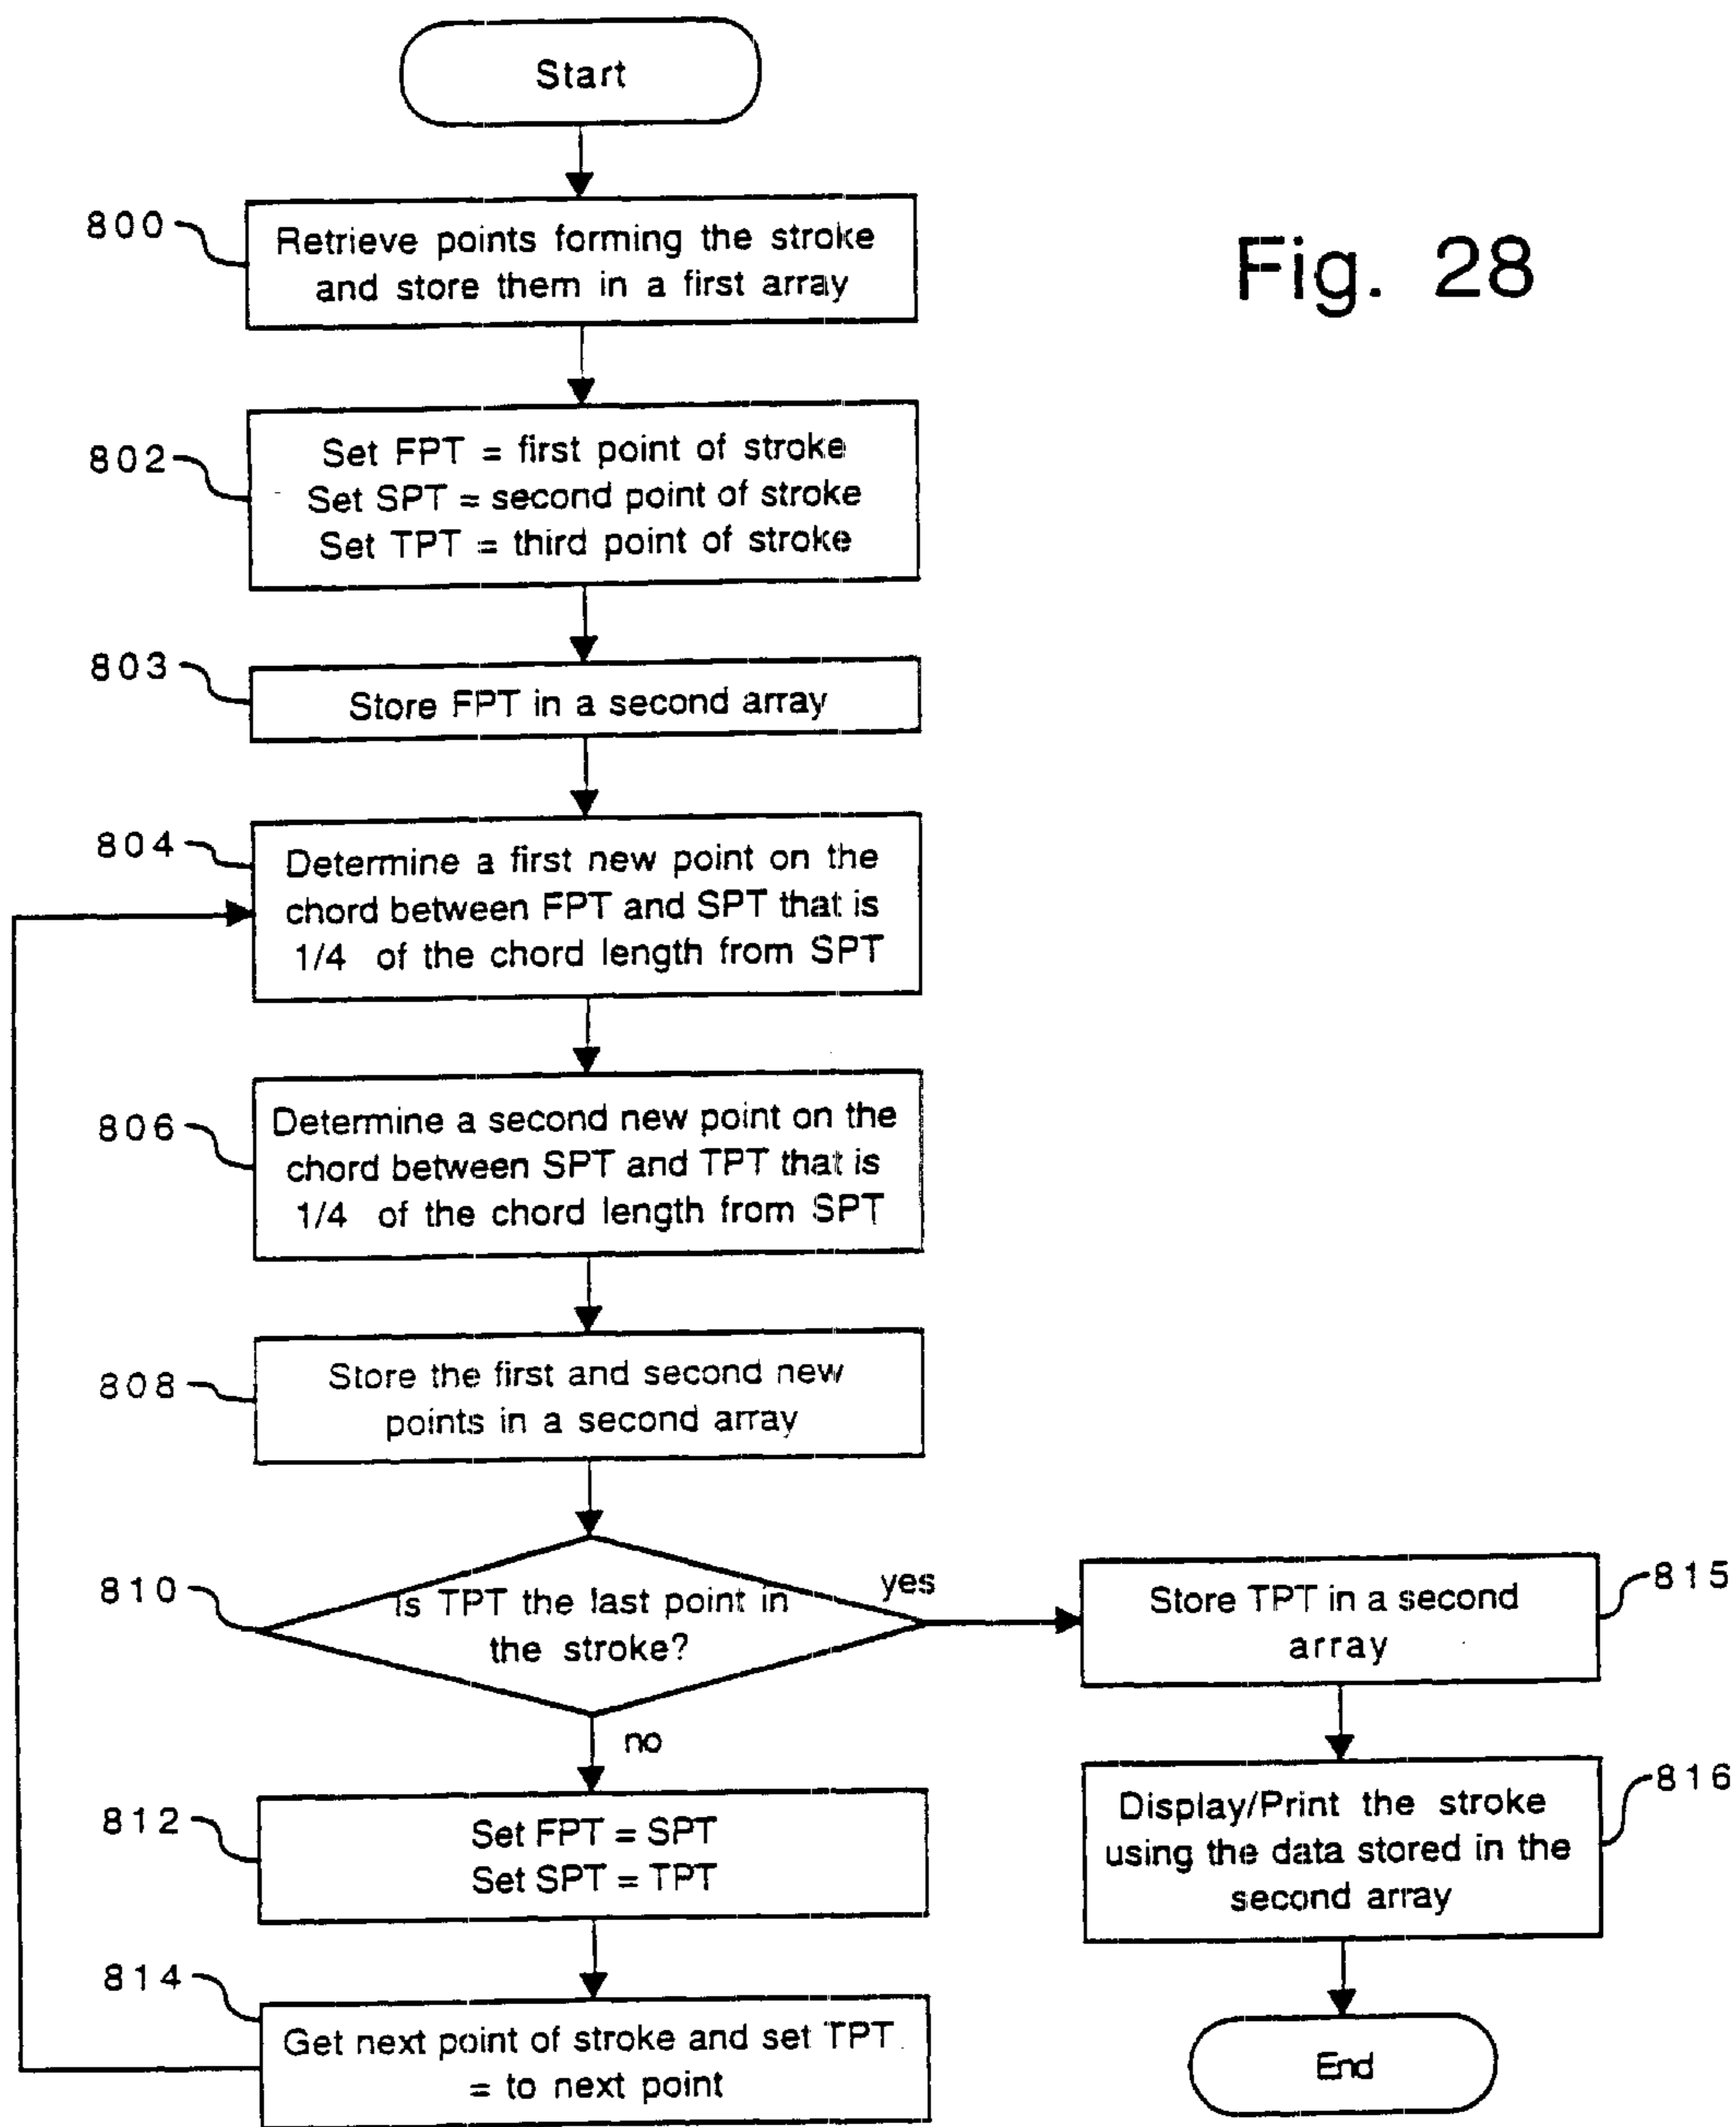 Start
Fig. 28
800
Retrieve points forming the stroke
and store them in a first array
802
Set FPT = first point of stroke
Set SPT = second point of stroke
Set TPT = third point of stroke
803
Store FPT in a second array
804
Determine a first new point on the
chord between FPT and SPT that is
1/4 of the chord length from SPT
806
Determine a second new point on the
chord between SPT and TPT that is
1/4 of the chord length from SPT
808
Store the first and second new
points in a second array
810
Is TPT the last point in
the stroke?
yes
no
815
Store TPT in a second
array
816
Display/Print the stroke
using the data stored in the
second array
812
Set FPT = SPT
Set SPT = TPT
814
Get next point of stroke and set TPT
= to next point
End